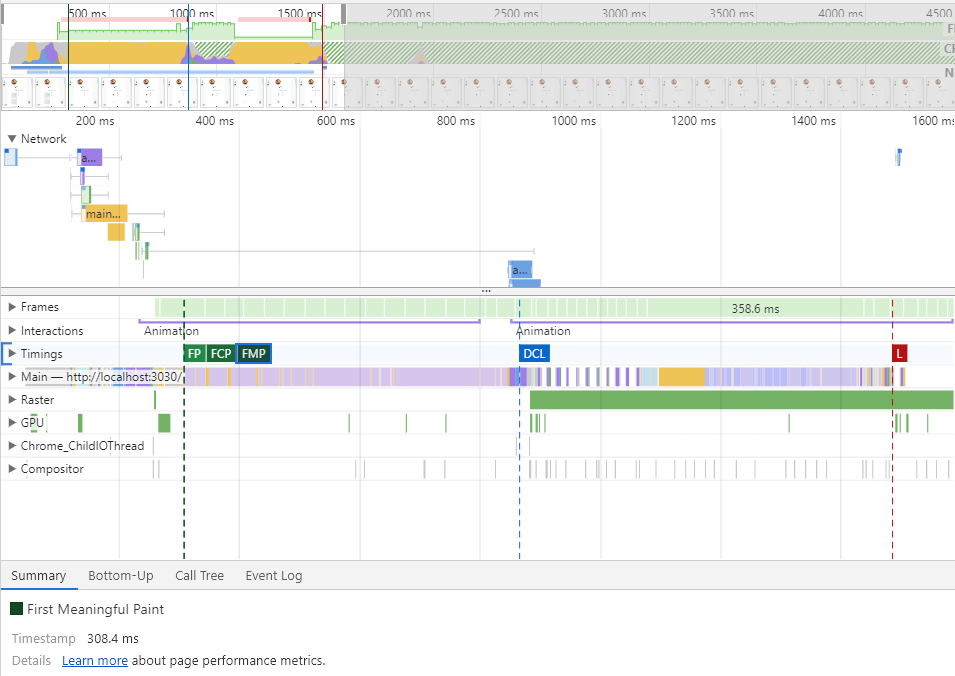 500 ms 1000 ms 1500 ms 2000 ms 2500 ms 3000 ms 3500 ms 4000 ms 4500
N
200 ms 400 ms 600 ms 800 ms 1000 ms 1200 ms 1400 ms 1600 ms
Network
a...
main...
a...
...
Frames 358.6 ms
Interactions Animation Animation
Timings FP FCP FMP DCL L
Main — http://localhost:3030/
Raster
GPU
Chrome_ChildIOThread
Compositor
Summary Bottom-Up Call Tree Event Log
First Meaningful Paint
Timestamp 308.4 ms
Details Learn more about page performance metrics.